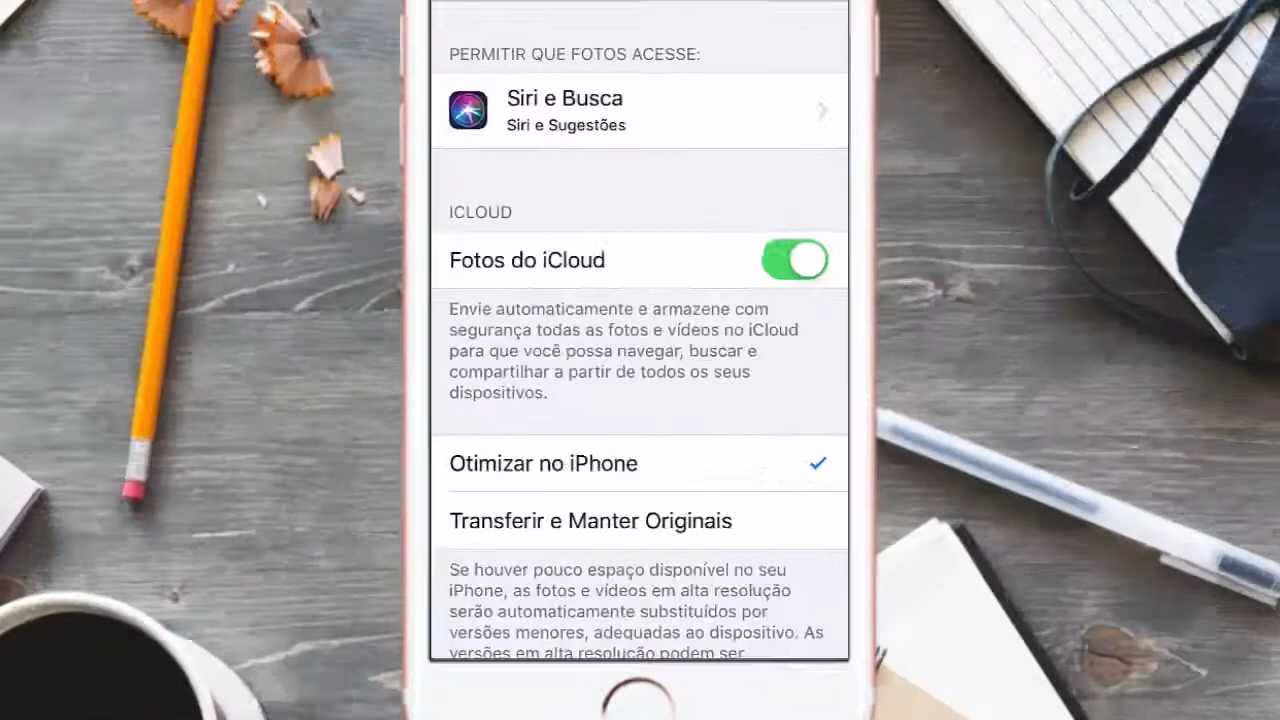 PERMITIR QUE FOTOS ACESSE:
Siri e Busca
Siri e Sugestões
ICLOUD
Fotos do iCloud
Envie automaticamente e armazene com
segurança todas as fotos e vídeos no iCloud
para que você possa navegar, buscar e
compartilhar a partir de todos os seus
dispositivos.
Otimizar no iPhone
Transferir e Manter Originais
Se houver pouco espaço disponível no seu
iPhone, as fotos e vídeos em alta resolução
serão automaticamente substituídos por
versões menores, adequadas ao dispositivo. As
versões em alta resolução podem ser